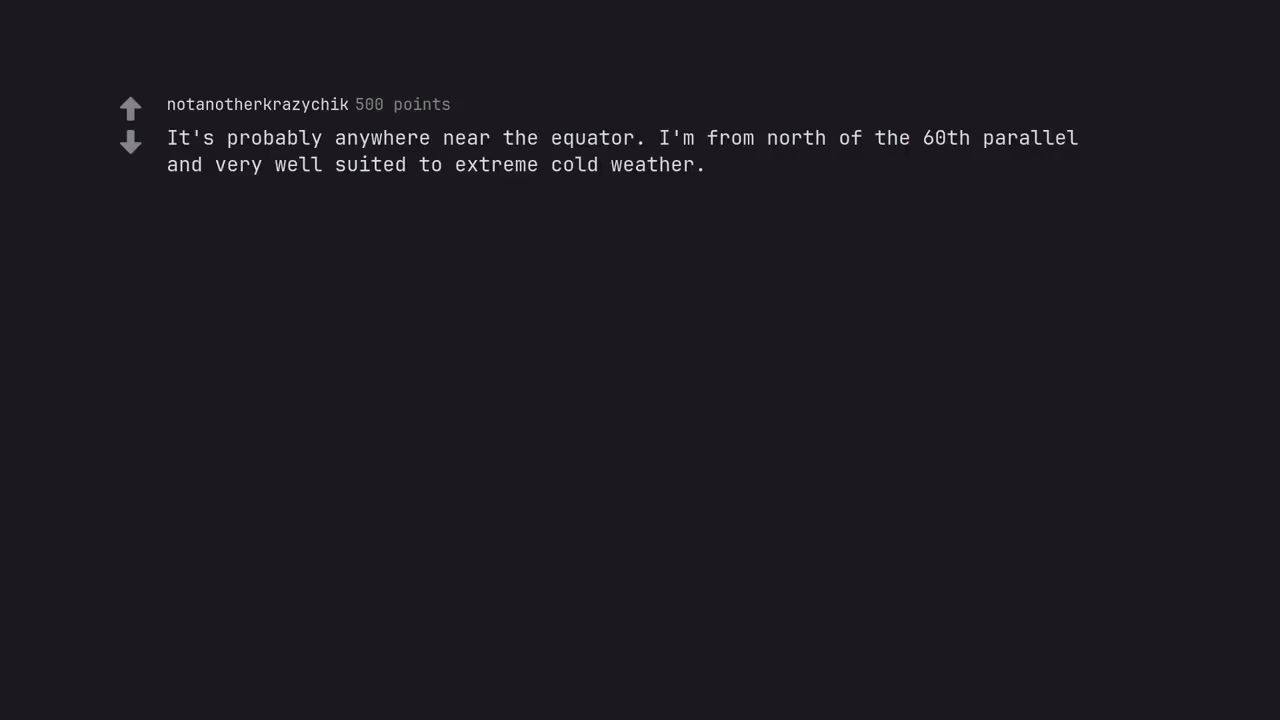 notanotherkrazychik 500 points
It's probably anywhere near the equator. I'm from north of the 60th parallel
and very well suited to extreme cold weather.